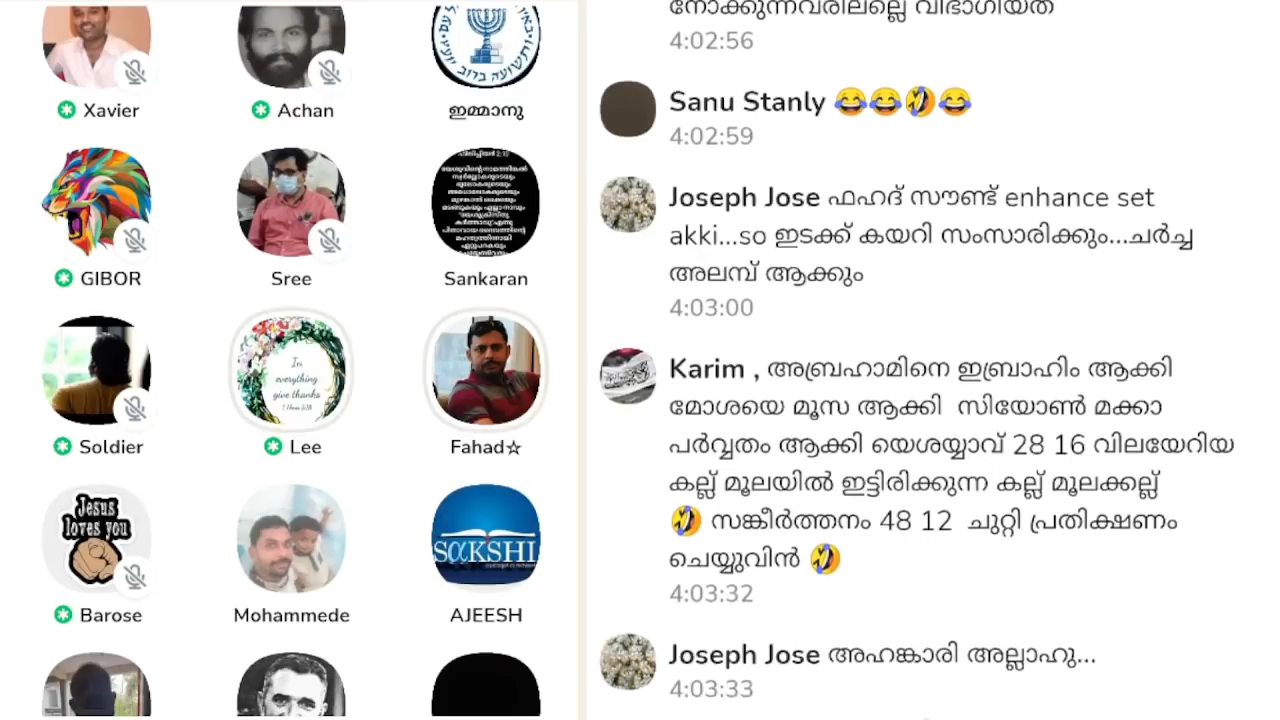 Xavier
Achan
ഇമ്മാനു
GIBOR
Sree
Sankaran
In
everything
give thanks
Soldier
Lee
Fahad☆
Jesus
loves you
SαKSHI
Barose
Mohammede
AJEESH
നോക്കുന്നവരിലല്ലെ വിഭാഗിയത
4:02:56
Sanu Stanly 😂😂🤣😂
4:02:59
Joseph Jose ഫഹദ് സൗണ്ട് enhance set
akki...so ഇടക്ക് കയറി സംസാരിക്കും...ചർച്ച
അലമ്പ് ആക്കും
4:03:00
Karim , അബ്രഹാമിനെ ഇബ്രാഹിം ആക്കി
മോശയെ മൂസ ആക്കി സിയോൺ മക്കാ
പർവ്വതം ആക്കി യെശയ്യാവ് 28 16 വിലയേറിയ
കല്ല് മൂലയിൽ ഇട്ടിരിക്കുന്ന കല്ല് മൂലക്കല്ല്
🤣 സങ്കീർത്തനം 48 12 ചുറ്റി പ്രതിക്ഷണം
ചെയ്യുവിൻ 🤣
4:03:32
Joseph Jose അഹങ്കാരി അല്ലാഹു...
4:03:33